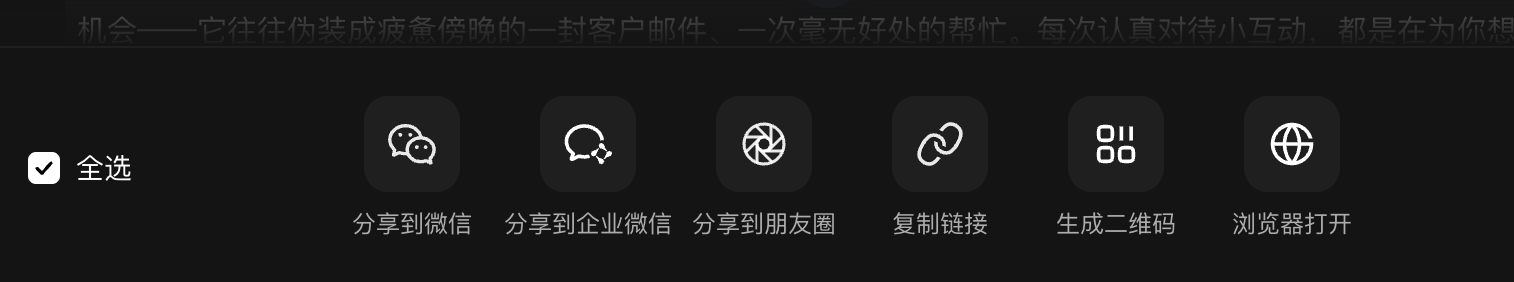 机会——它往往伪装成疲惫傍晚的一封客户邮件、一次毫无好处的帮忙。每次认真对待小互动，都是在为你想
全选
分享到微信
分享到企业微信
分享到朋友圈
复制链接
生成二维码
浏览器打开